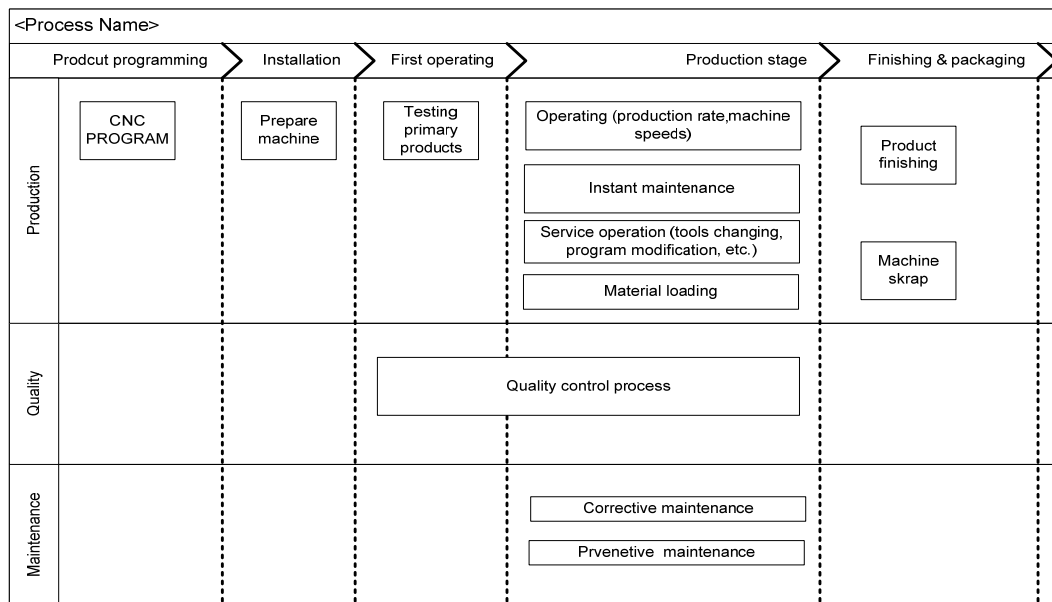 <Process Name>
Prodcut programming
Installation
First operating
Production stage
Finishing & packaging
Production
CNC
PROGRAM
Prepare
machine
Testing
primary
products
Operating (production rate,machine
speeds)
Instant maintenance
Service operation (tools changing,
program modification, etc.)
Material loading
Product
finishing
Machine
skrap
Quality
Quality control process
Maintenance
Corrective maintenance
Prvenetive maintenance